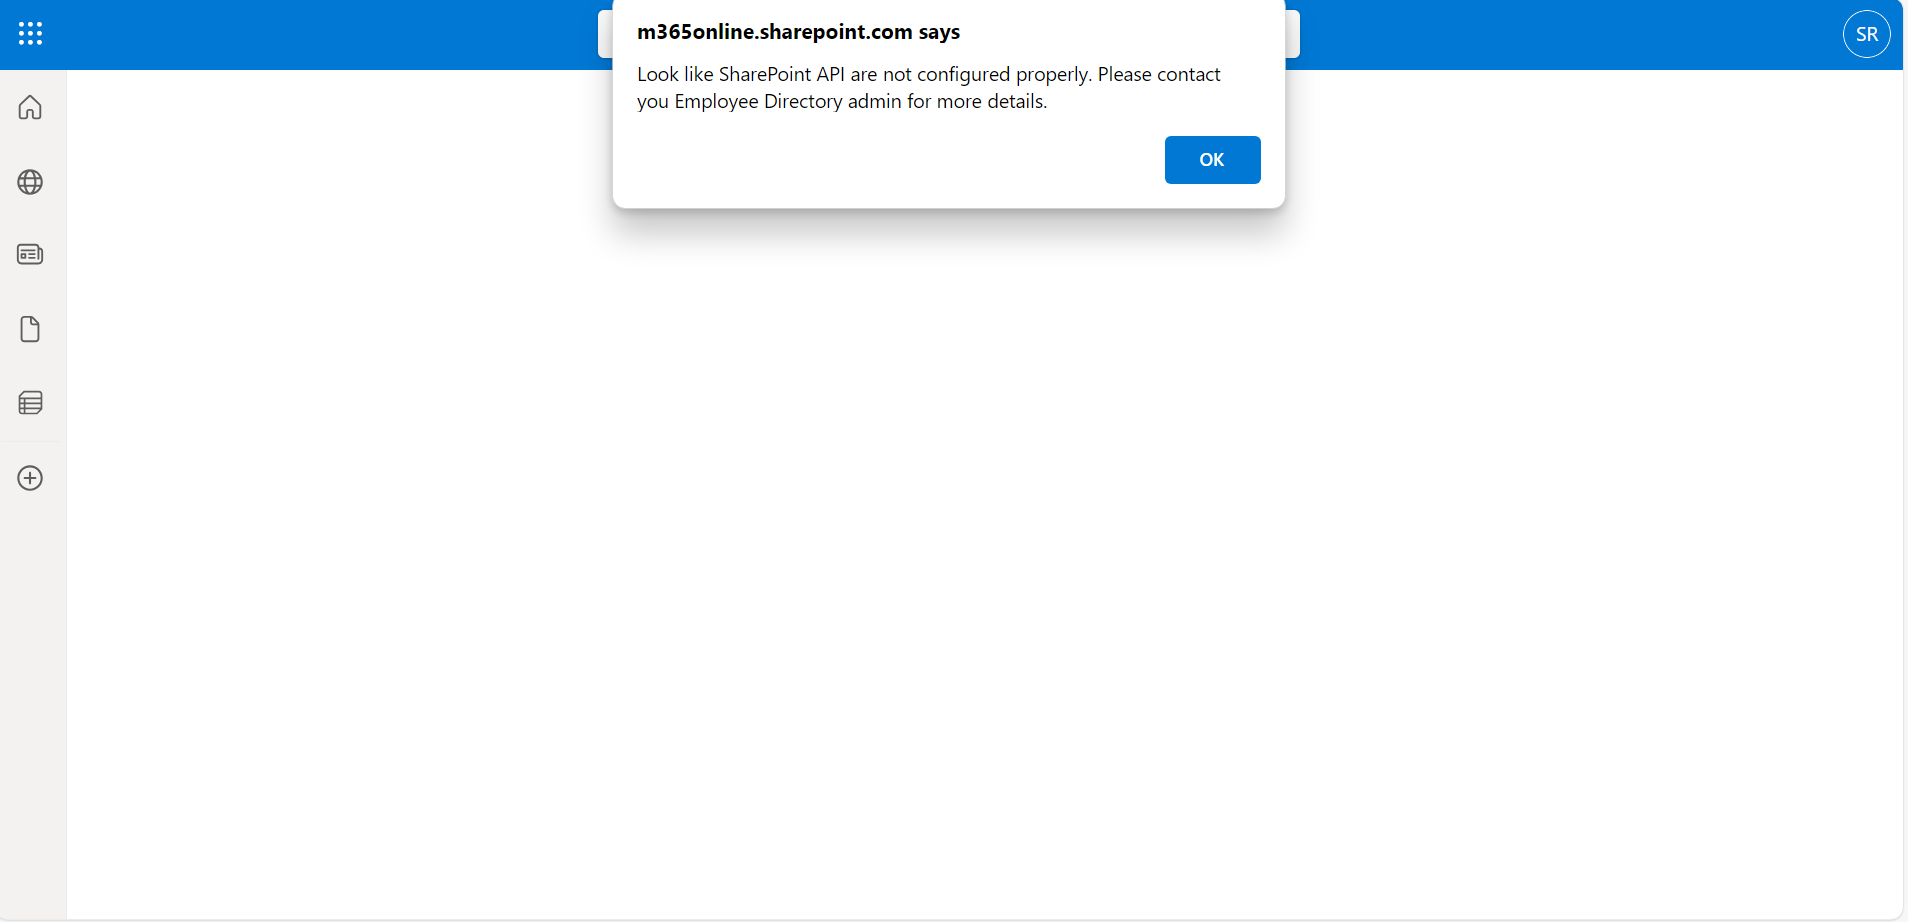 m365online.sharepoint.com says
SR
Look like SharePoint API are not configured properly. Please contact
you Employee Directory admin for more details.
OK